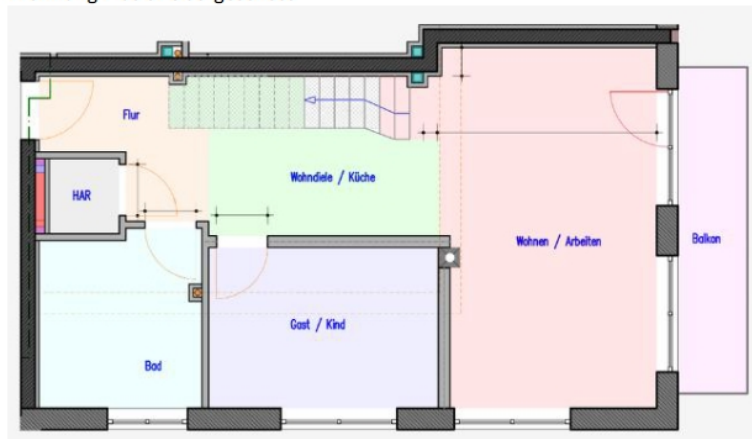 Flur
HAR
Wohndiele / Küche
Wohnen / Arbeiten
Balkon
Gast / Kind
Bad